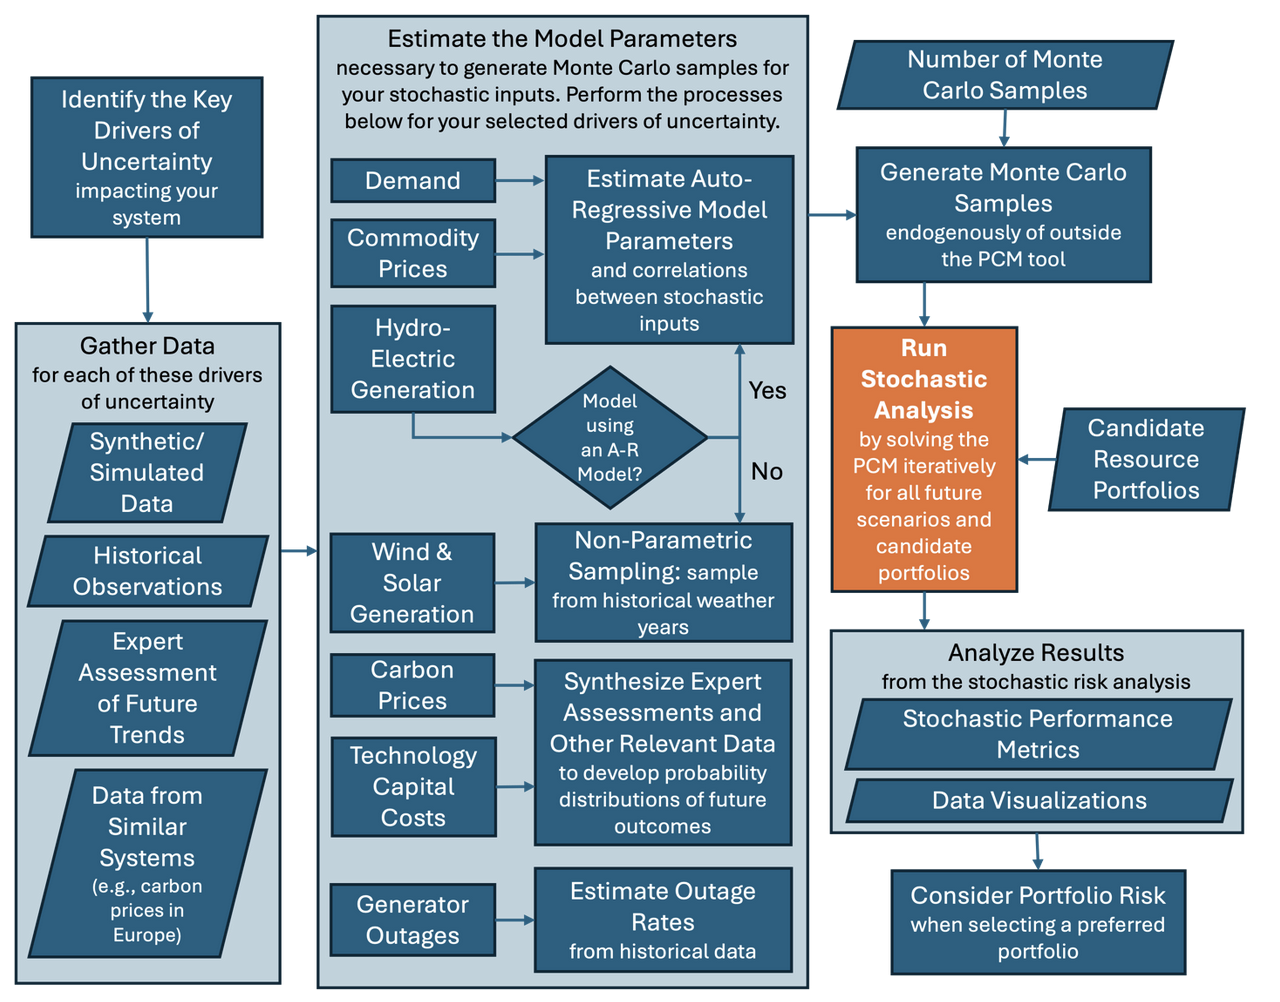 Identify the Key
Drivers of
Uncertainty
impacting your
system
Gather Data
for each of these drivers
of uncertainty
Synthetic/
Simulated
Data
Historical
Observations
Expert
Assessment
of Future
Trends
Data from
Similar
Systems
(e.g., carbon
prices in
Europe)
Estimate the Model Parameters
necessary to generate Monte Carlo samples for
your stochastic inputs. Perform the processes
below for your selected drivers of uncertainty.
Demand
Commodity
Prices
Estimate Auto-
Regressive Model
Parameters
and correlations
between stochastic
inputs
Hydro-
Electric
Generation
Model
using
an A-R
Model?
Yes
No
Wind &
Solar
Generation
Non-Parametric
Sampling: sample
from historical weather
years
Carbon
Prices
Technology
Capital
Costs
Synthesize Expert
Assessments and
Other Relevant Data
to develop probability
distributions of future
outcomes
Generator
Outages
Estimate Outage
Rates
from historical data
Number of Monte
Carlo Samples
Generate Monte Carlo
Samples
endogenously of outside
the PCM tool
Run
Stochastic
Analysis
by solving the
PCM iteratively
for all future
scenarios and
candidate
portfolios
Candidate
Resource
Portfolios
Analyze Results
from the stochastic risk analysis
Stochastic Performance
Metrics
Data Visualizations
Consider Portfolio Risk
when selecting a preferred
portfolio